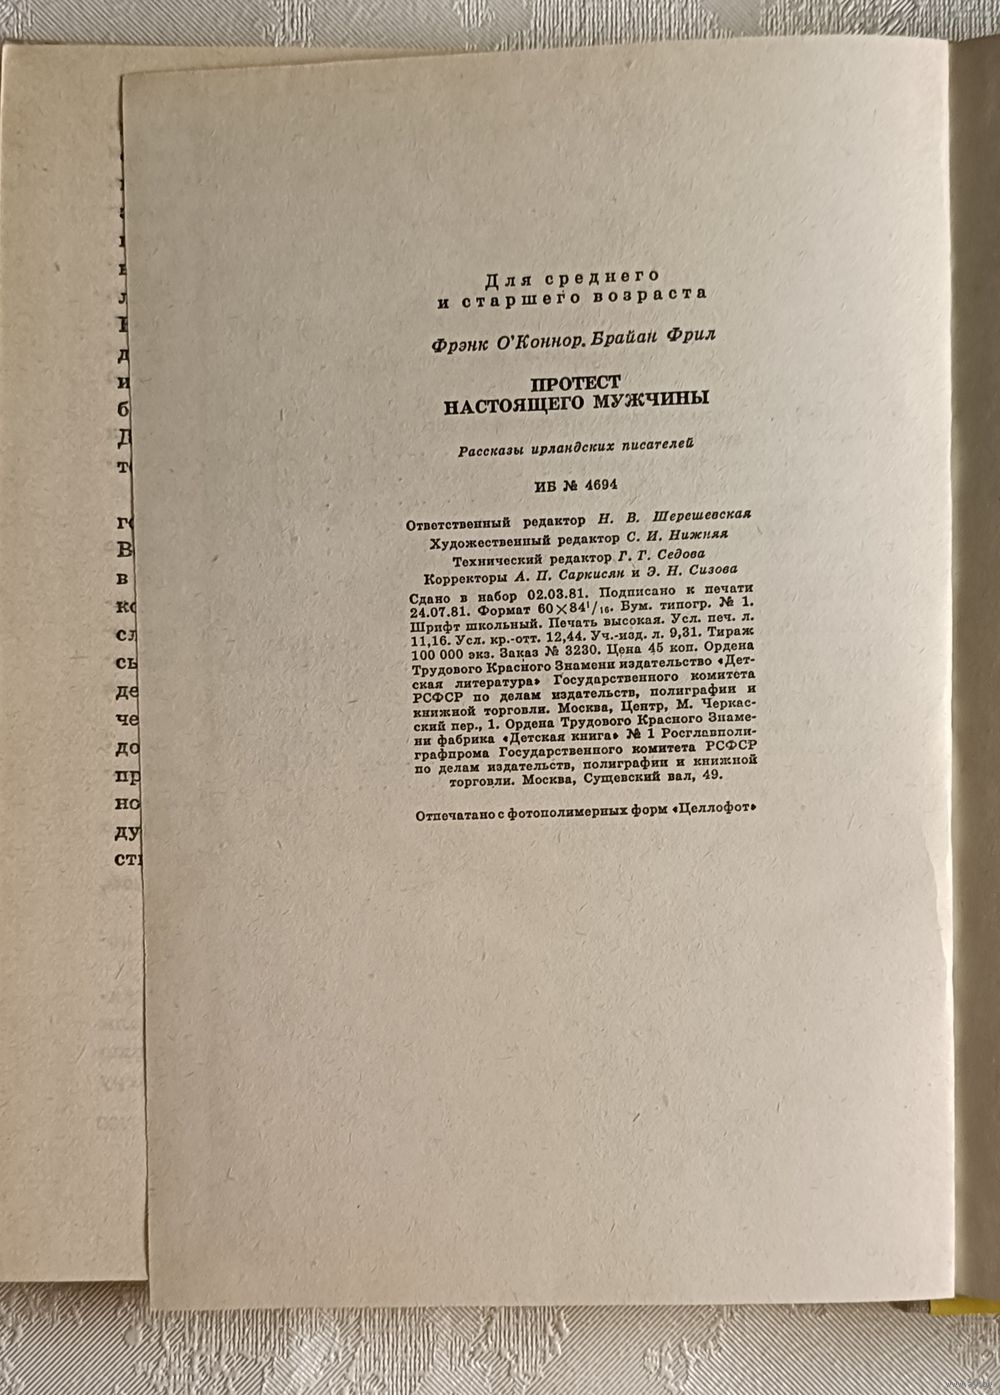 Для среднего
и старшего возраста
Фрэнк О'Коннор. Брайан Фрил
ПРОТЕСТ
НАСТОЯЩЕГО МУЖЧИНЫ
Рассказы ирландских писателей
ИБ № 4694
Ответственный редактор Н. В. Шерешевская
Художественный редактор С. И. Нижняя
Технический редактор Г. Г. Седова
Корректоры А. П. Саркисян и Э. Н. Сизова
Сдано в набор 02.03.81. Подписано к печати
24.07.81. Формат 60×84¹/₁₆. Бум. типогр. № 1.
Шрифт школьный. Печать высокая. Усл. печ. л.
11,16. Усл. кр.-отт. 12,44. Уч.-изд. л. 9,31. Тираж
100 000 экз. Заказ № 3230. Цена 45 коп. Ордена
Трудового Красного Знамени издательство «Дет-
ская литература» Государственного комитета
РСФСР по делам издательств, полиграфии и
книжной торговли. Москва, Центр, М. Черкас-
ский пер., 1. Ордена Трудового Красного Знаме-
ни фабрика «Детская книга» № 1 Росглавполи-
графпрома Государственного комитета РСФСР
по делам издательств, полиграфии и книжной
торговли. Москва, Сущевский вал, 49.
Отпечатано с фотополимерных форм «Целлофот»